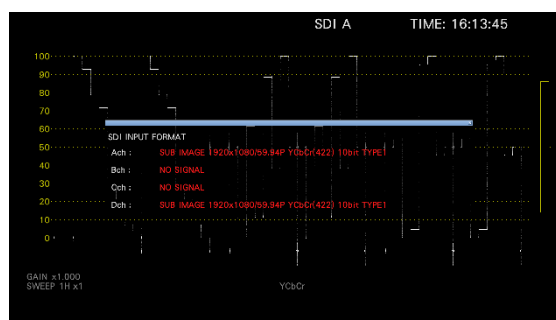 SDI A TIME: 16:13:45
100
90
80
70
60
SDI INPUT FORMAT
50
Ach : SUB IMAGE 1920x1080/59.94P YCbCr(422) 10bit TYPE1
40
Bch : NO SIGNAL
30
Cch : NO SIGNAL
20
Dch : SUB IMAGE 1920x1080/59.94P YCbCr(422) 10bit TYPE1
10
0
GAIN x1.000
SWEEP 1H x1 YCbCr